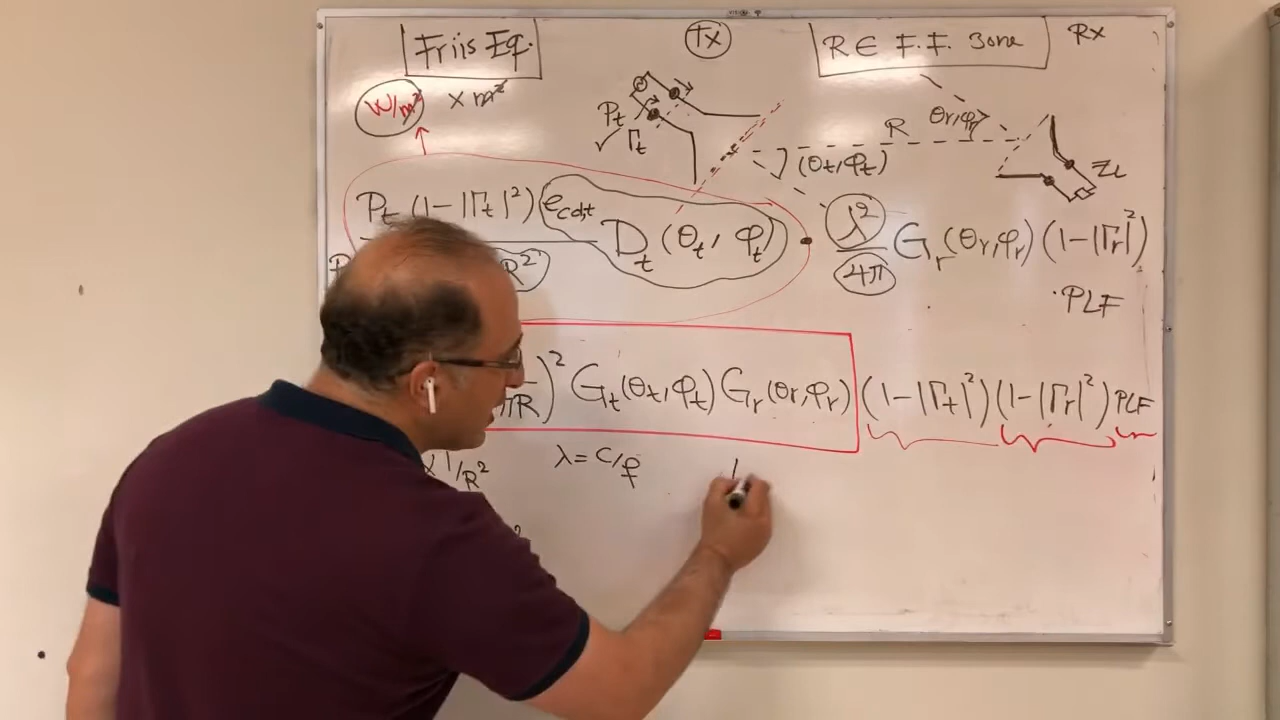 Friis Eq.
Tx
R ∈ F.F. Zone
Rx
W/m² × m²
Pt
Γt
R
θr,φr
(θt,φt)
ZL
Pt (1-|Γt|²) e_cd,t Dt (θt, φt) · λ²/4π Gr(θr,φr) (1-|Γr|²)
R²
· PLF
πR)² Gt(θt,φt) Gr(θr,φr) (1-|Γt|²)(1-|Γr|²) PLF
1/R²
λ = c/f